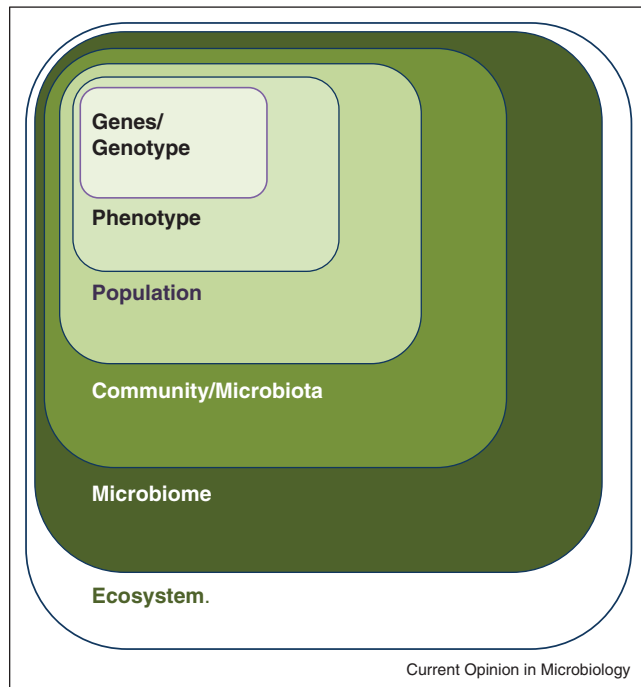 Genes/
Genotype
Phenotype
Population
Community/Microbiota
Microbiome
Ecosystem.
Current Opinion in Microbiology